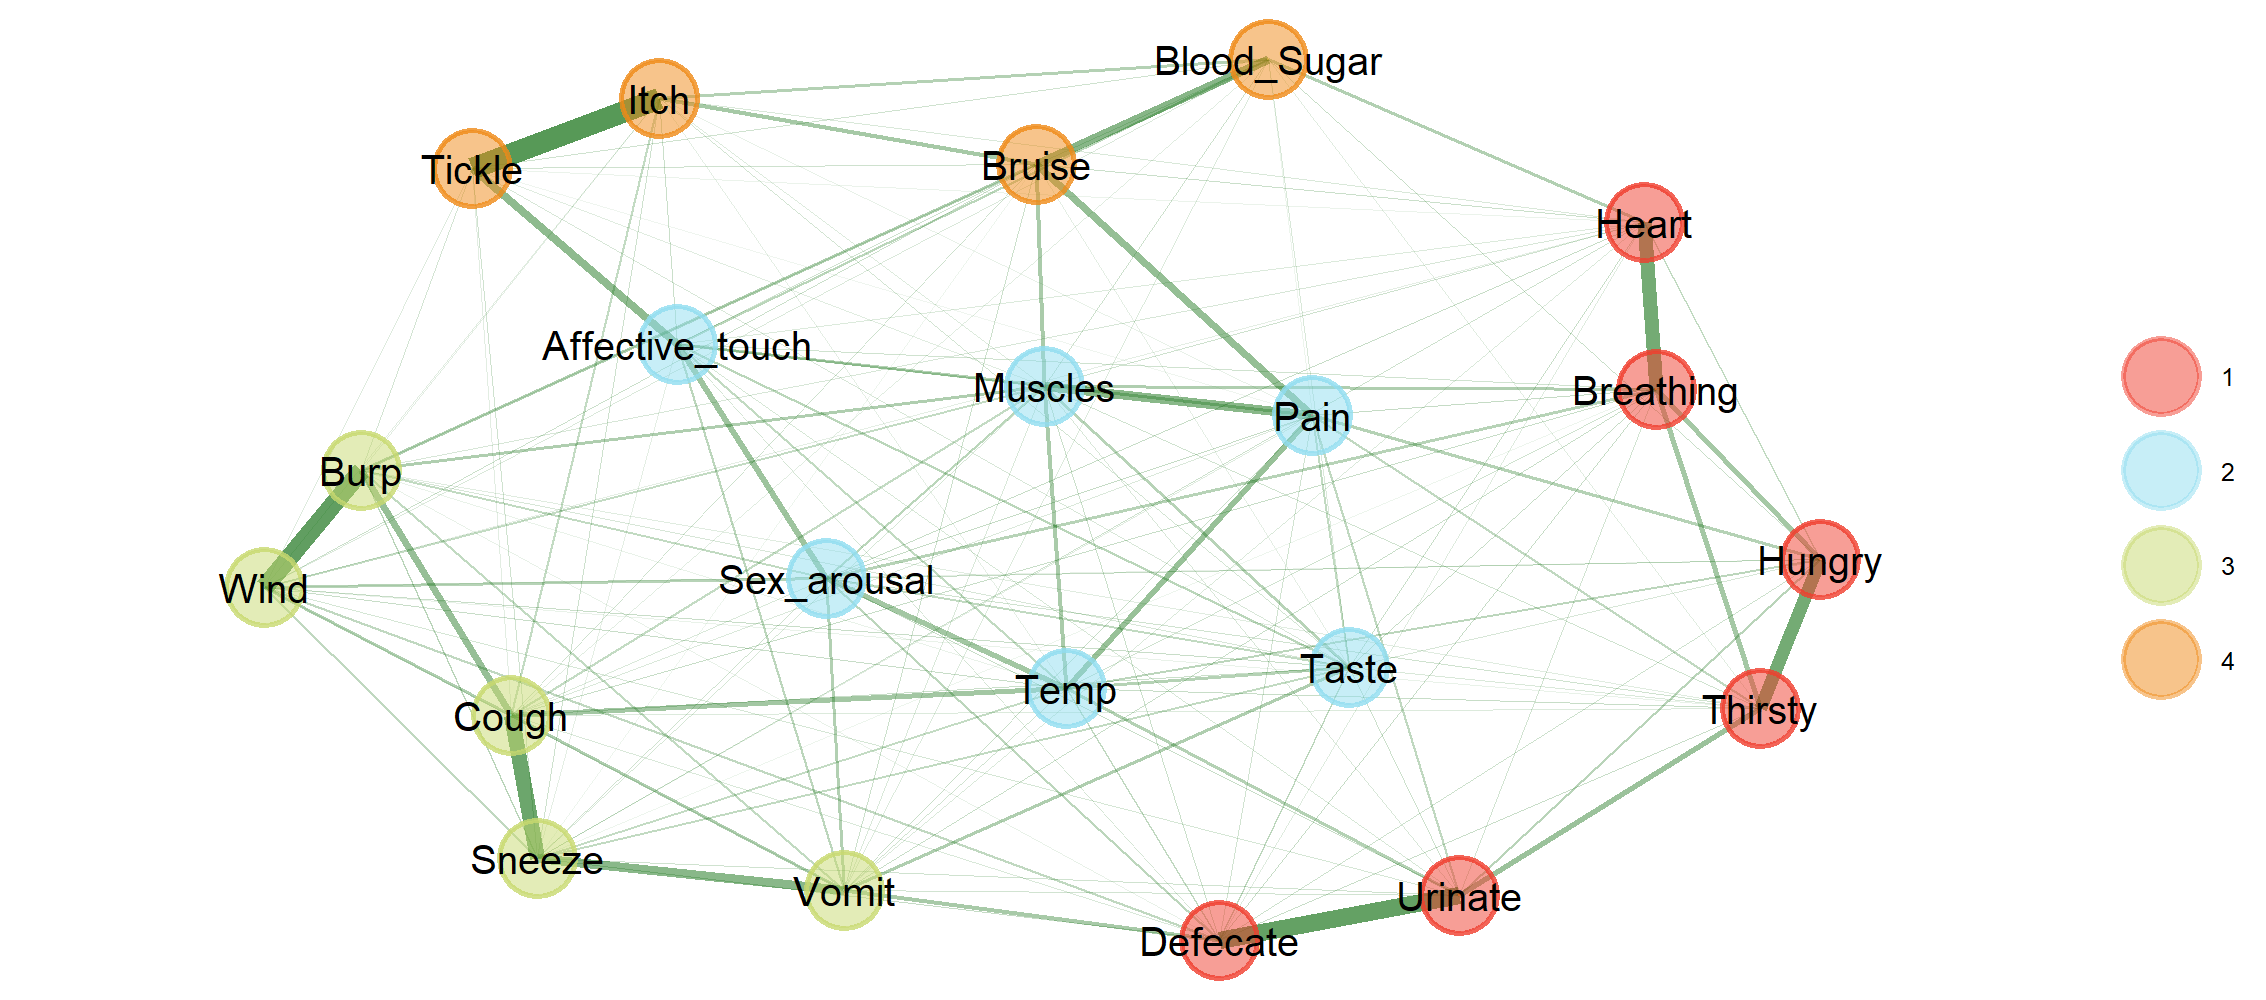 Blood_Sugar
Itch
Bruise
Tickle
Heart
Affective_touch
Muscles
Breathing
Pain
Burp
Hungry
Wind
Sex_arousal
Taste
Temp
Thirsty
Cough
Sneeze
Vomit
Urinate
Defecate
1
2
3
4